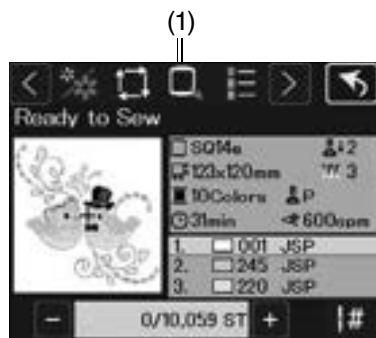 (1)
Ready to Sew
SQ14a 2
123x120mm 3
10Colors P
31min 600spm
1. 001 JSP
2. 245 JSP
3. 220 JSP
- 0/10,059 ST + #